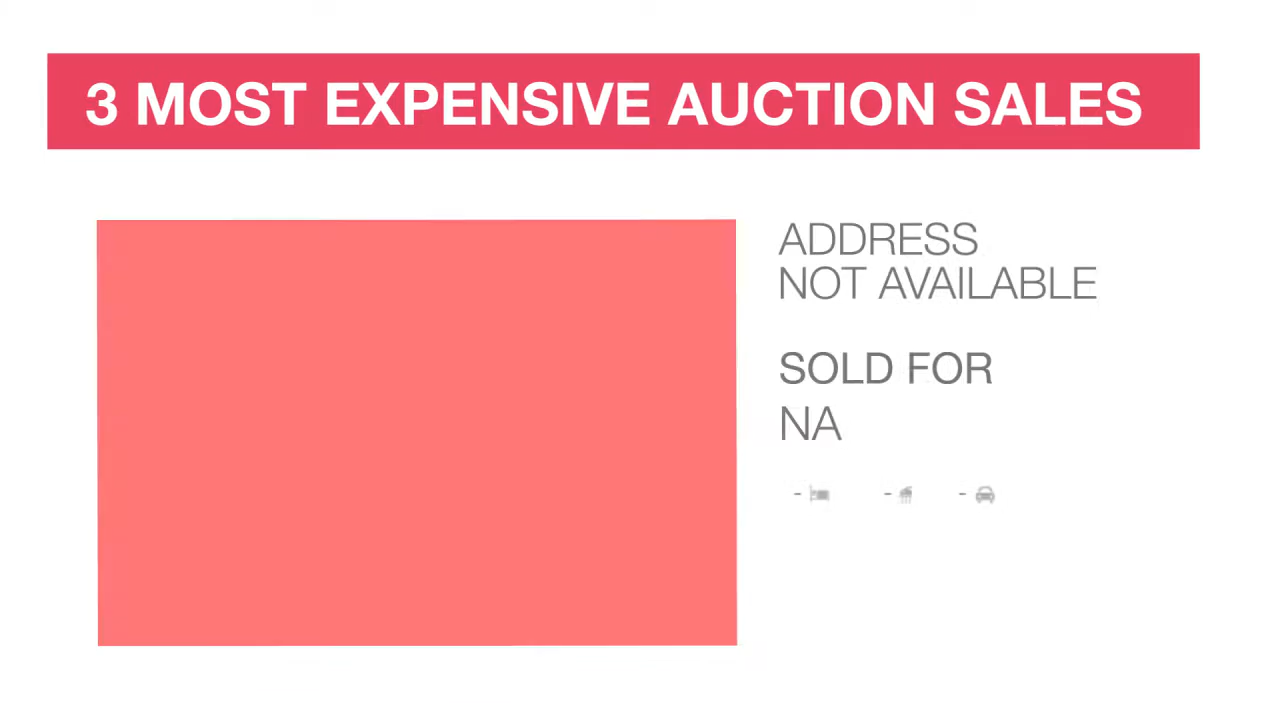 3 MOST EXPENSIVE AUCTION SALES
ADDRESS
NOT AVAILABLE
SOLD FOR
NA
- - -